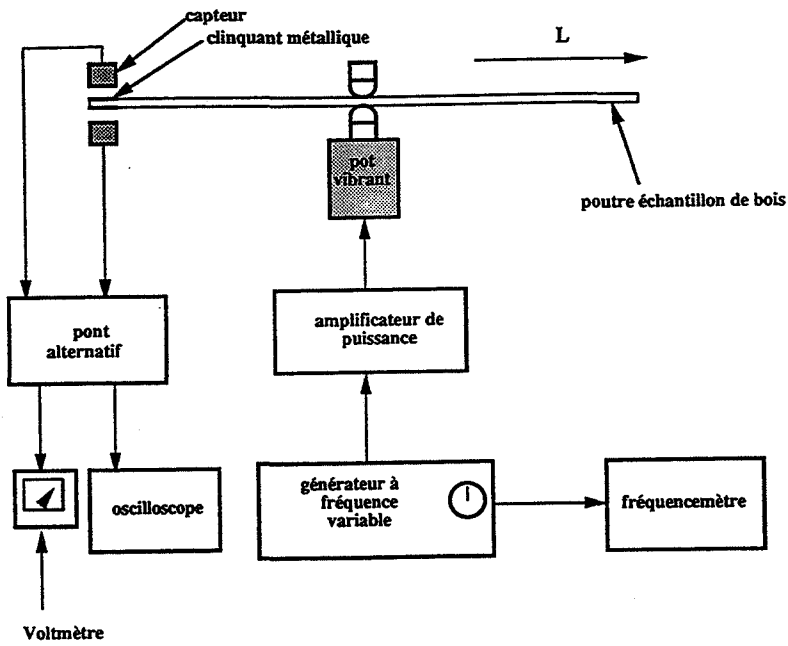 capteur
clinquant métallique
L
pot
vibrant
poutre échantillon de bois
pont
alternatif
amplificateur de
puissance
oscilloscope
générateur à
fréquence
variable
fréquencemètre
Voltmètre